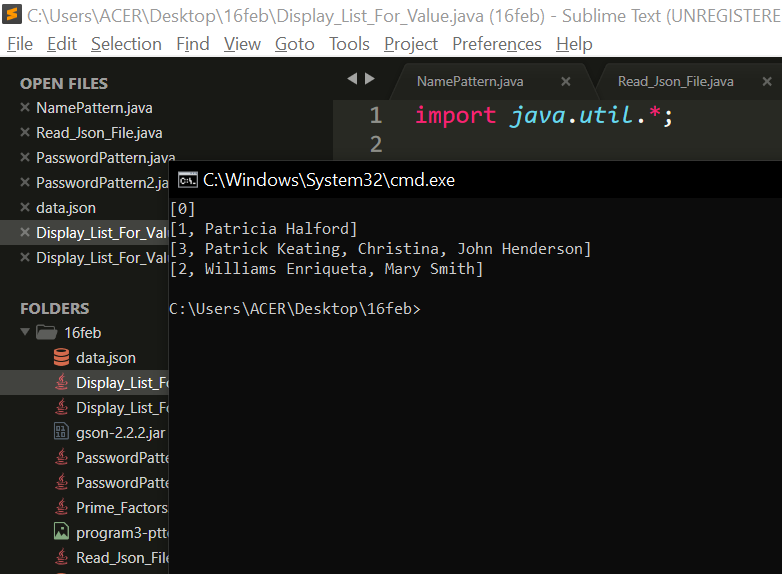 C:\Users\ACER\Desktop\16feb\Display_List_For_Value.java (16feb) - Sublime Text (UNREGISTERE
File Edit Selection Find View Goto Tools Project Preferences Help
OPEN FILES
NamePattern.java
Read_Json_File.java
PasswordPattern.java
PasswordPattern2.ja
data.json
Display_List_For_Val
Display_List_For_Val
FOLDERS
16feb
data.json
Display_List_Fo
Display_List_Fo
gson-2.2.2.jar
PasswordPatte
PasswordPatte
Prime_Factors
program3-ptte
Read_Json_File
NamePattern.java
Read_Json_File.java
1 import java.util.*;
2
C:\Windows\System32\cmd.exe
[0]
[1, Patricia Halford]
[3, Patrick Keating, Christina, John Henderson]
[2, Williams Enriqueta, Mary Smith]
C:\Users\ACER\Desktop\16feb>